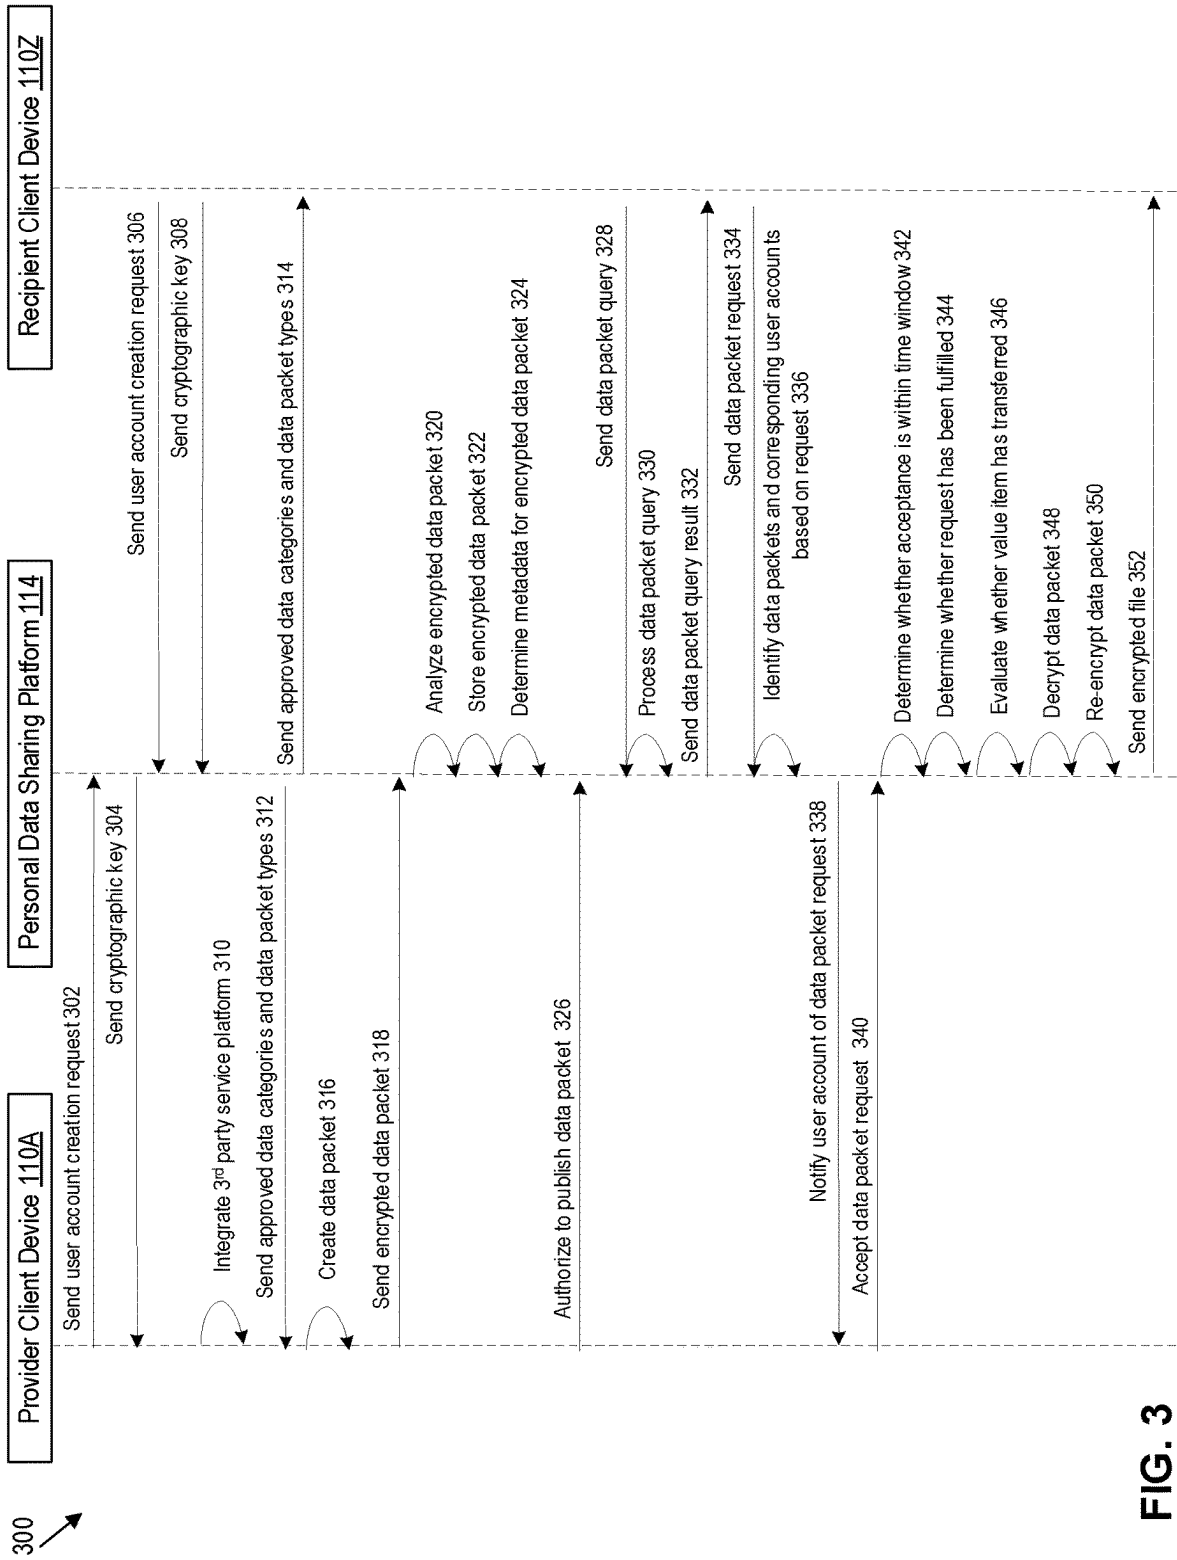 300
Provider Client Device 110A
Personal Data Sharing Platform 114
Recipient Client Device 110Z
Send user account creation request 302
Send cryptographic key 304
Send user account creation request 306
Send cryptographic key 308
Integrate 3rd party service platform 310
Send approved data categories and data packet types 312
Send approved data categories and data packet types 314
Create data packet 316
Send encrypted data packet 318
Analyze encrypted data packet 320
Store encrypted data packet 322
Determine metadata for encrypted data packet 324
Authorize to publish data packet 326
Send data packet query 328
Process data packet query 330
Send data packet query result 332
Send data packet request 334
Identify data packets and corresponding user accounts
based on request 336
Notify user account of data packet request 338
Accept data packet request 340
Determine whether acceptance is within time window 342
Determine whether request has been fulfilled 344
Evaluate whether value item has transferred 346
Decrypt data packet 348
Re-encrypt data packet 350
Send encrypted file 352
FIG. 3